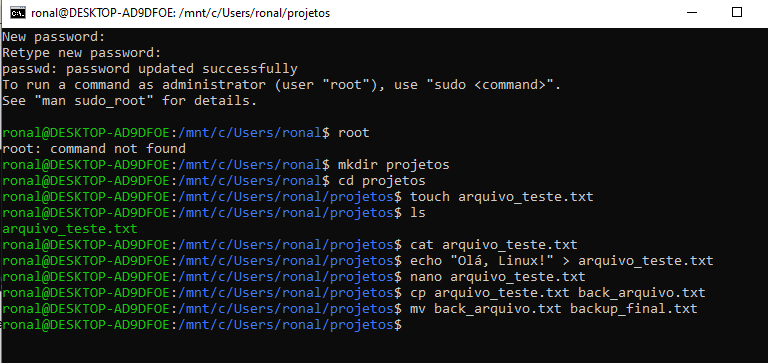 ronal@DESKTOP-AD9DFOE: /mnt/c/Users/ronal/projetos
New password:
Retype new password:
passwd: password updated successfully
To run a command as administrator (user "root"), use "sudo <command>".
See "man sudo_root" for details.
ronal@DESKTOP-AD9DFOE:/mnt/c/Users/ronal$ root
root: command not found
ronal@DESKTOP-AD9DFOE:/mnt/c/Users/ronal$ mkdir projetos
ronal@DESKTOP-AD9DFOE:/mnt/c/Users/ronal$ cd projetos
ronal@DESKTOP-AD9DFOE:/mnt/c/Users/ronal/projetos$ touch arquivo_teste.txt
ronal@DESKTOP-AD9DFOE:/mnt/c/Users/ronal/projetos$ ls
arquivo_teste.txt
ronal@DESKTOP-AD9DFOE:/mnt/c/Users/ronal/projetos$ cat arquivo_teste.txt
ronal@DESKTOP-AD9DFOE:/mnt/c/Users/ronal/projetos$ echo "Olá, Linux!" > arquivo_teste.txt
ronal@DESKTOP-AD9DFOE:/mnt/c/Users/ronal/projetos$ nano arquivo_teste.txt
ronal@DESKTOP-AD9DFOE:/mnt/c/Users/ronal/projetos$ cp arquivo_teste.txt back_arquivo.txt
ronal@DESKTOP-AD9DFOE:/mnt/c/Users/ronal/projetos$ mv back_arquivo.txt backup_final.txt
ronal@DESKTOP-AD9DFOE:/mnt/c/Users/ronal/projetos$